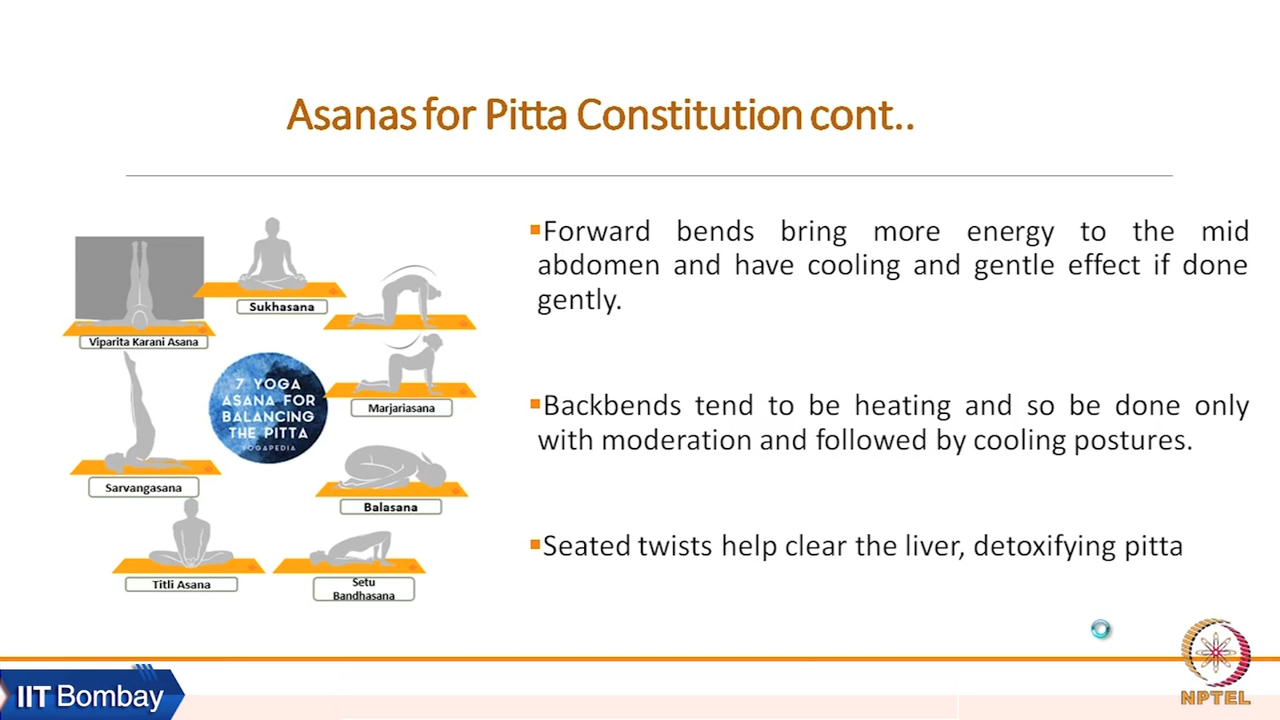 Asanas for Pitta Constitution cont..
Sukhasana
Viparita Karani Asana
Marjariasana
7 YOGA
ASANA FOR
BALANCING
THE PITTA
YOGAPEDIA
Sarvangasana
Balasana
Titli Asana
Setu
Bandhasana
▪Forward bends bring more energy to the mid
abdomen and have cooling and gentle effect if done
gently.
▪Backbends tend to be heating and so be done only
with moderation and followed by cooling postures.
▪Seated twists help clear the liver, detoxifying pitta
IIT Bombay
NPTEL